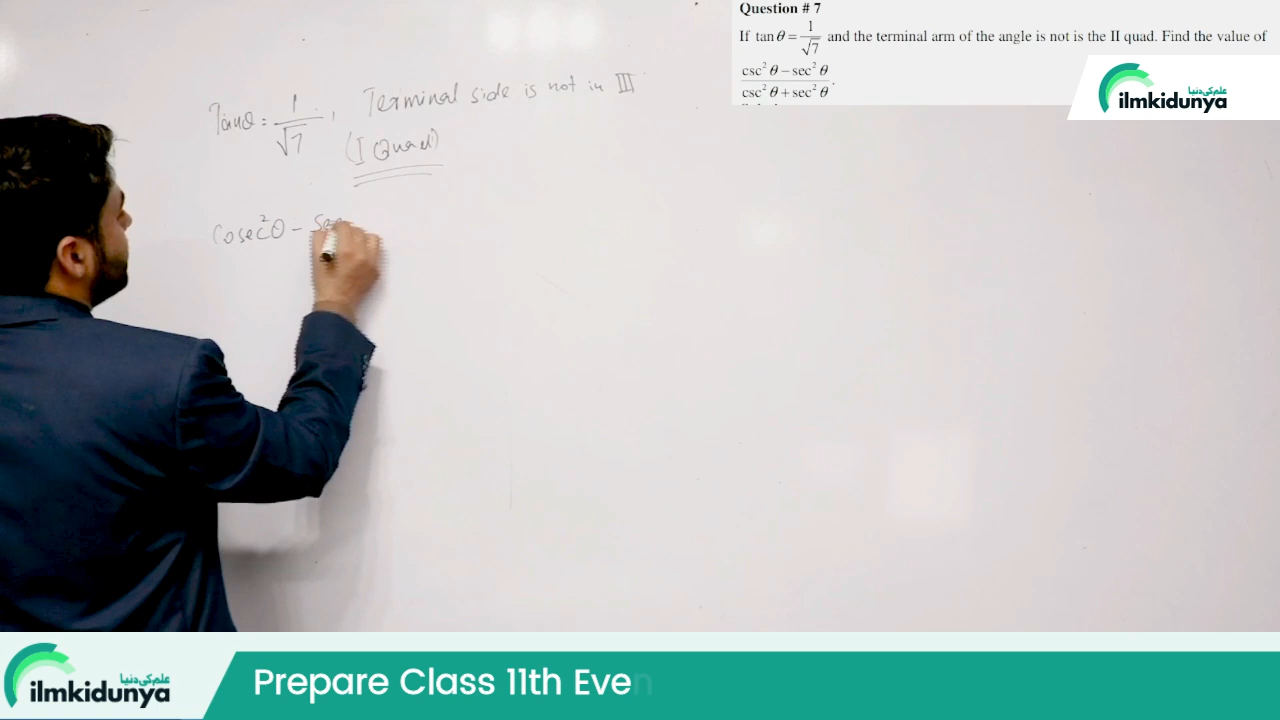 Question # 7
If tan θ = 1/√7 and the terminal arm of the angle is not is the II quad. Find the value of
csc² θ − sec² θ / csc² θ + sec² θ .
علم کی دنیا
ilmkidunya
Tanθ = 1/√7 , Terminal side is not in III
(I Quad)
Cosec²θ − Sec
علم کی دنیا
ilmkidunya
Prepare Class 11th Even